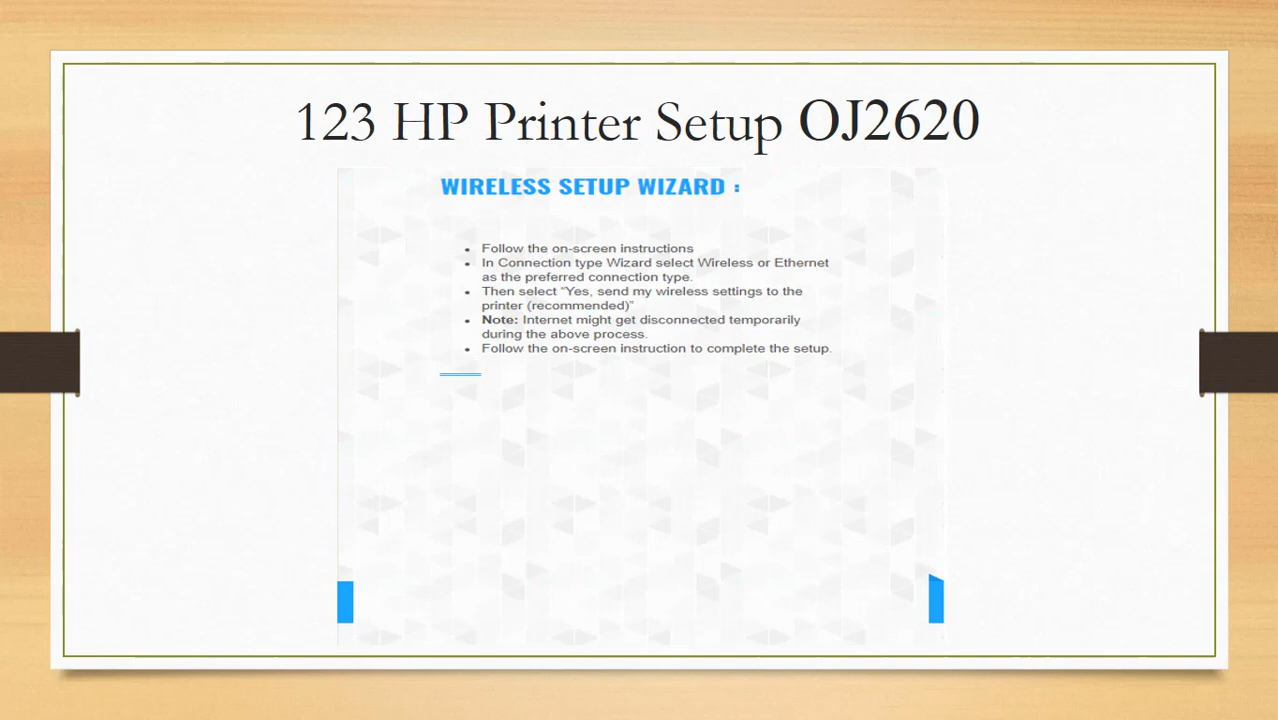 123 HP Printer Setup OJ2620
WIRELESS SETUP WIZARD :
• Follow the on-screen instructions
• In Connection type Wizard select Wireless or Ethernet
as the preferred connection type.
• Then select “Yes, send my wireless settings to the
printer (recommended)”
• Note: Internet might get disconnected temporarily
during the above process.
• Follow the on-screen instruction to complete the setup.